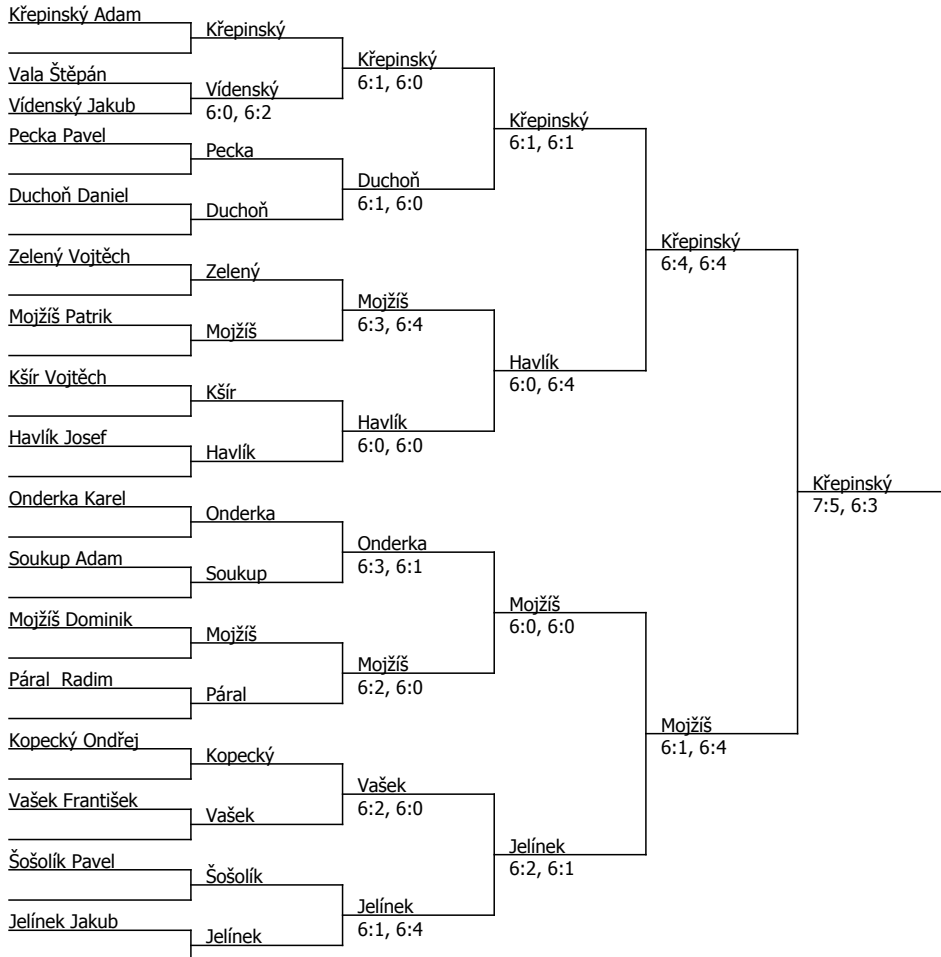 Křepinský Adam
Vala Štěpán
Vídenský Jakub
Pecka Pavel
Duchoň Daniel
Zelený Vojtěch
Mojžíš Patrik
Kšír Vojtěch
Havlík Josef
Onderka Karel
Soukup Adam
Mojžíš Dominik
Páral  Radim
Kopecký Ondřej
Vašek František
Šošolík Pavel
Jelínek Jakub
Křepinský
Vídenský
6:0, 6:2
Pecka
Duchoň
Zelený
Mojžíš
Kšír
Havlík
Onderka
Soukup
Mojžíš
Páral
Kopecký
Vašek
Šošolík
Jelínek
Křepinský
6:1, 6:0
Duchoň
6:1, 6:0
Mojžíš
6:3, 6:4
Havlík
6:0, 6:0
Onderka
6:3, 6:1
Mojžíš
6:2, 6:0
Vašek
6:2, 6:0
Jelínek
6:1, 6:4
Křepinský
6:1, 6:1
Havlík
6:0, 6:4
Mojžíš
6:0, 6:0
Jelínek
6:2, 6:1
Křepinský
6:4, 6:4
Mojžíš
6:1, 6:4
Křepinský
7:5, 6:3